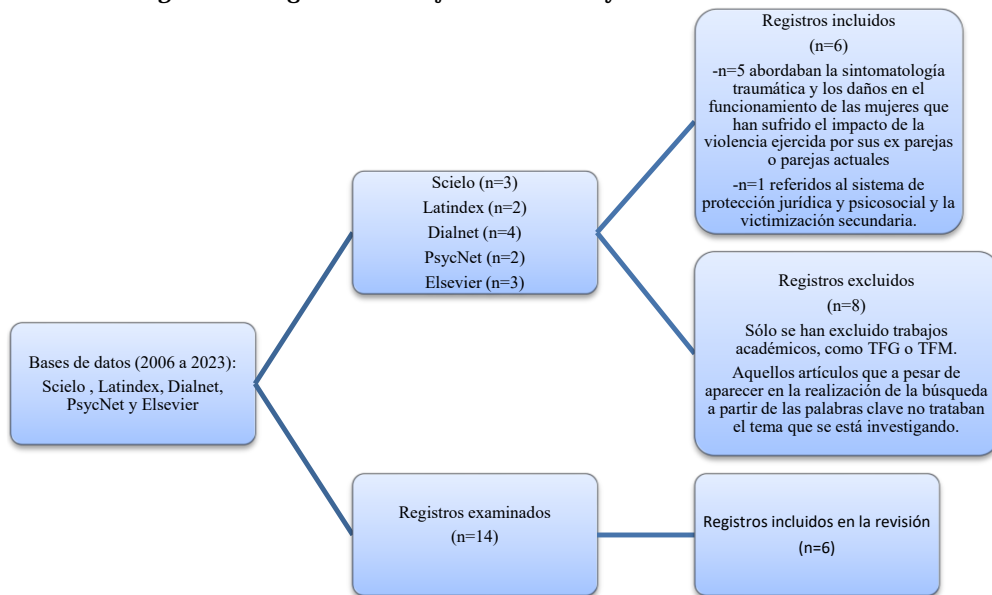 Bases de datos (2006 a 2023):
Scielo , Latindex, Dialnet,
PsycNet y Elsevier
Scielo (n=3)
Latindex (n=2)
Dialnet (n=4)
PsycNet (n=2)
Elsevier (n=3)
Registros incluidos
(n=6)
-n=5 abordaban la sintomatología
traumática y los daños en el
funcionamiento de las mujeres que
han sufrido el impacto de la
violencia ejercida por sus ex parejas
o parejas actuales
-n=1 referidos al sistema de
protección jurídica y psicosocial y la
victimización secundaria.
Registros excluidos
(n=8)
Sólo se han excluido trabajos
académicos, como TFG o TFM.
Aquellos artículos que a pesar de
aparecer en la realización de la búsqueda
a partir de las palabras clave no trataban
el tema que se está investigando.
Registros examinados
(n=14)
Registros incluidos en la revisión
(n=6)